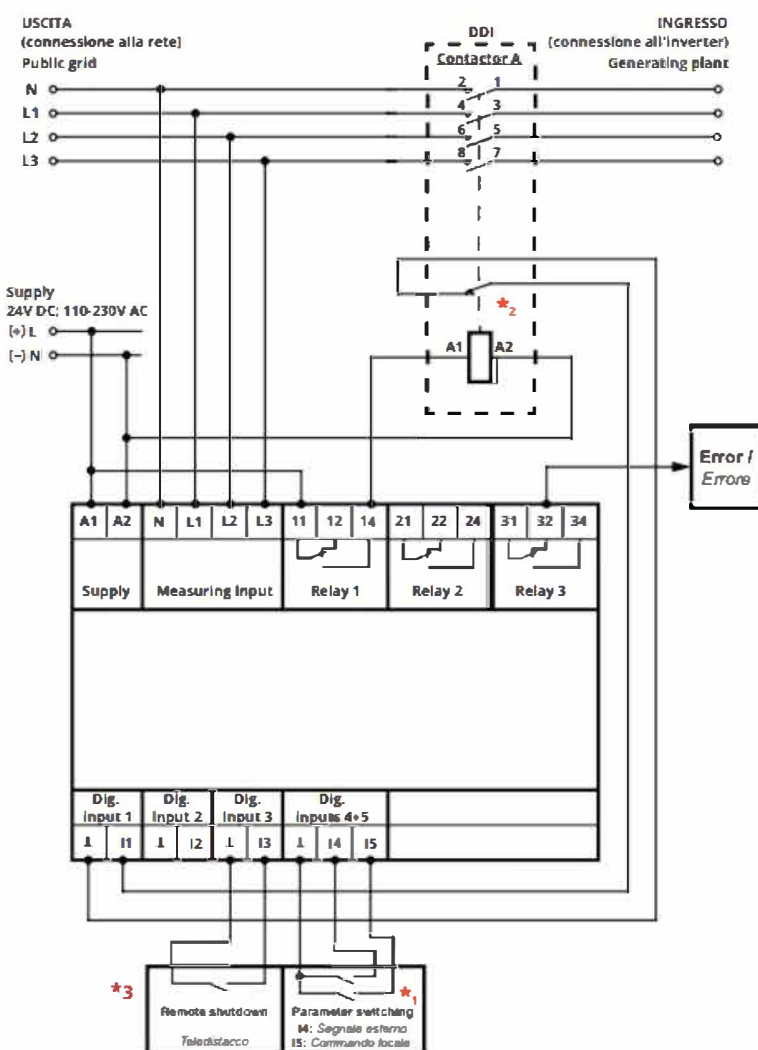 USCITA
(connessione alla rete)
Public grid
INGRESSO
(connessione all'inverter)
Generating plant
DDI
Contactor A
N
L1
L2
L3
2 1
4 3
6 5
8 7
Supply
24V DC; 110-230V AC
(+) L
(-) N
*2
A1 A2
Error /
Errore
A1 A2 N L1 L2 L3 11 12 14 21 22 24 31 32 34
Supply Measuring Input Relay 1 Relay 2 Relay 3
Dig. input 1
Dig. input 2
Dig. input 3
Dig. inputs 4+5
⊥ I1 ⊥ I2 ⊥ I3 ⊥ I4 I5
*3
Remote shutdown
Teledistacco
*1
Parameter switching
I4: Segnale esterno
I5: Commando locale